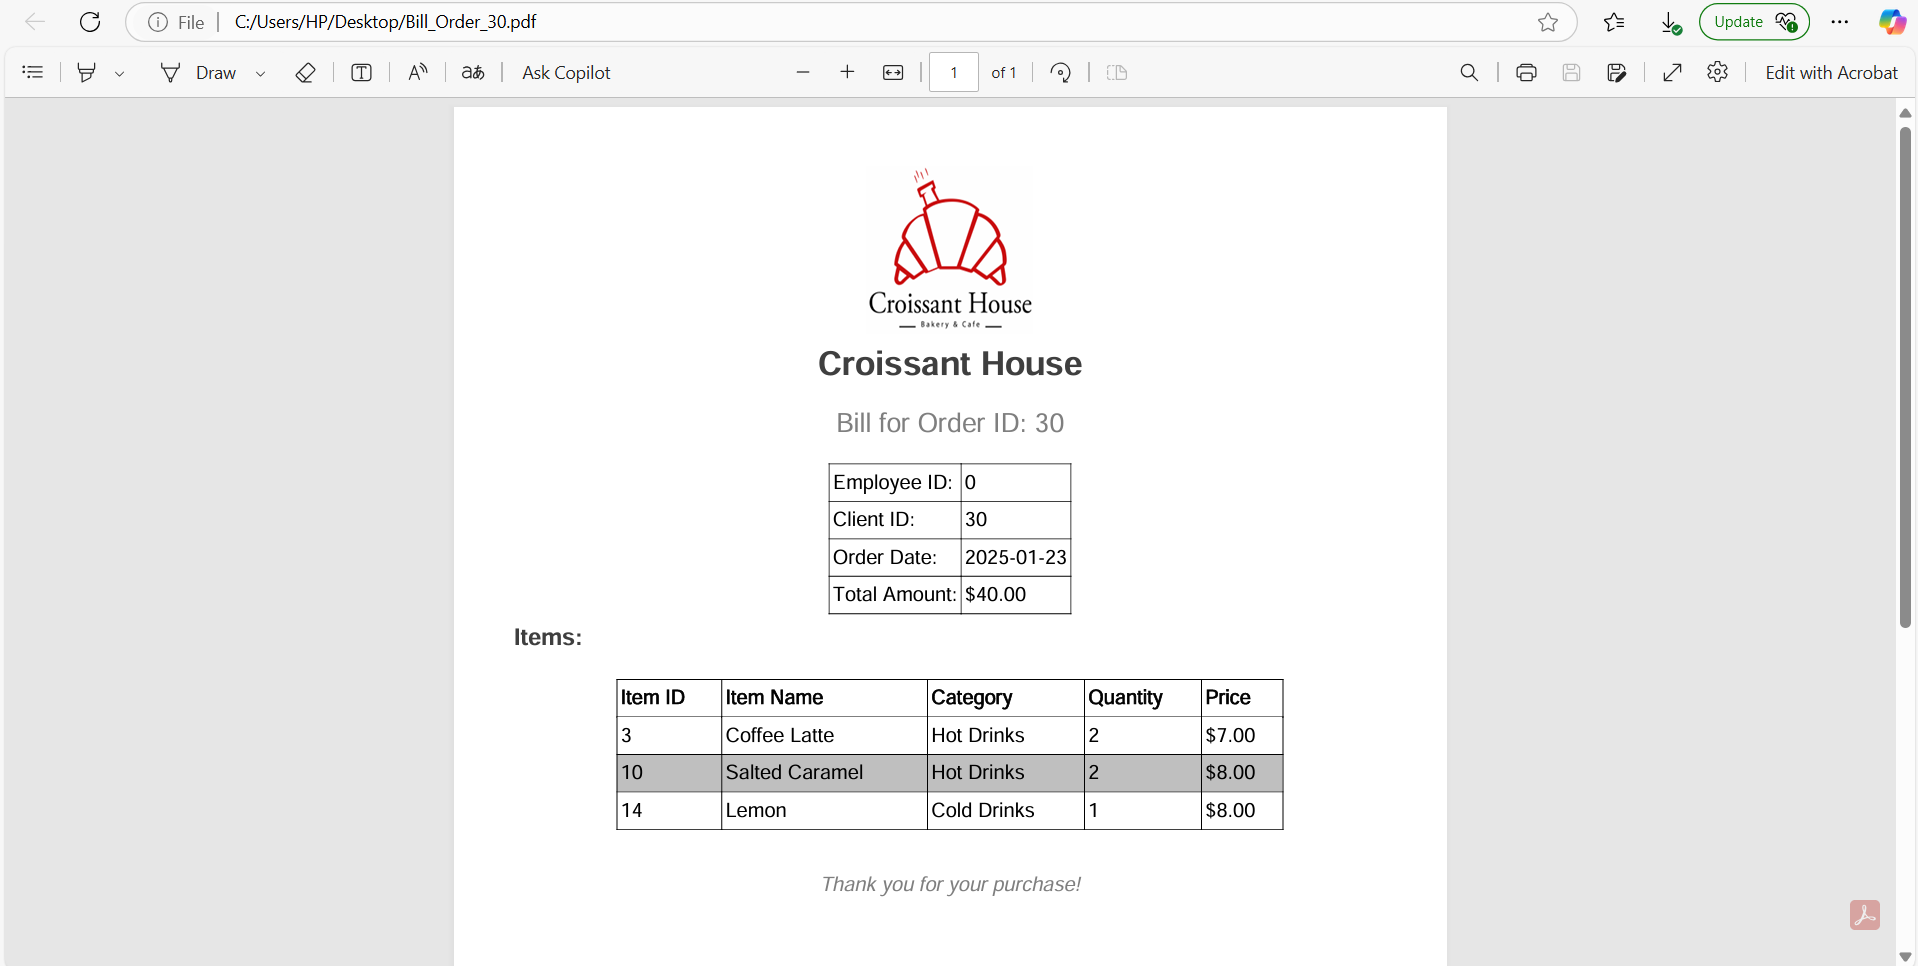 File C:/Users/HP/Desktop/Bill_Order_30.pdf Update
Draw T A aあ Ask Copilot 1 of 1 Edit with Acrobat
Croissant House
Bakery & Cafe
Croissant House
Bill for Order ID: 30
Employee ID: 0
Client ID: 30
Order Date: 2025-01-23
Total Amount: $40.00
Items:
Item ID Item Name Category Quantity Price
3 Coffee Latte Hot Drinks 2 $7.00
10 Salted Caramel Hot Drinks 2 $8.00
14 Lemon Cold Drinks 1 $8.00
Thank you for your purchase!